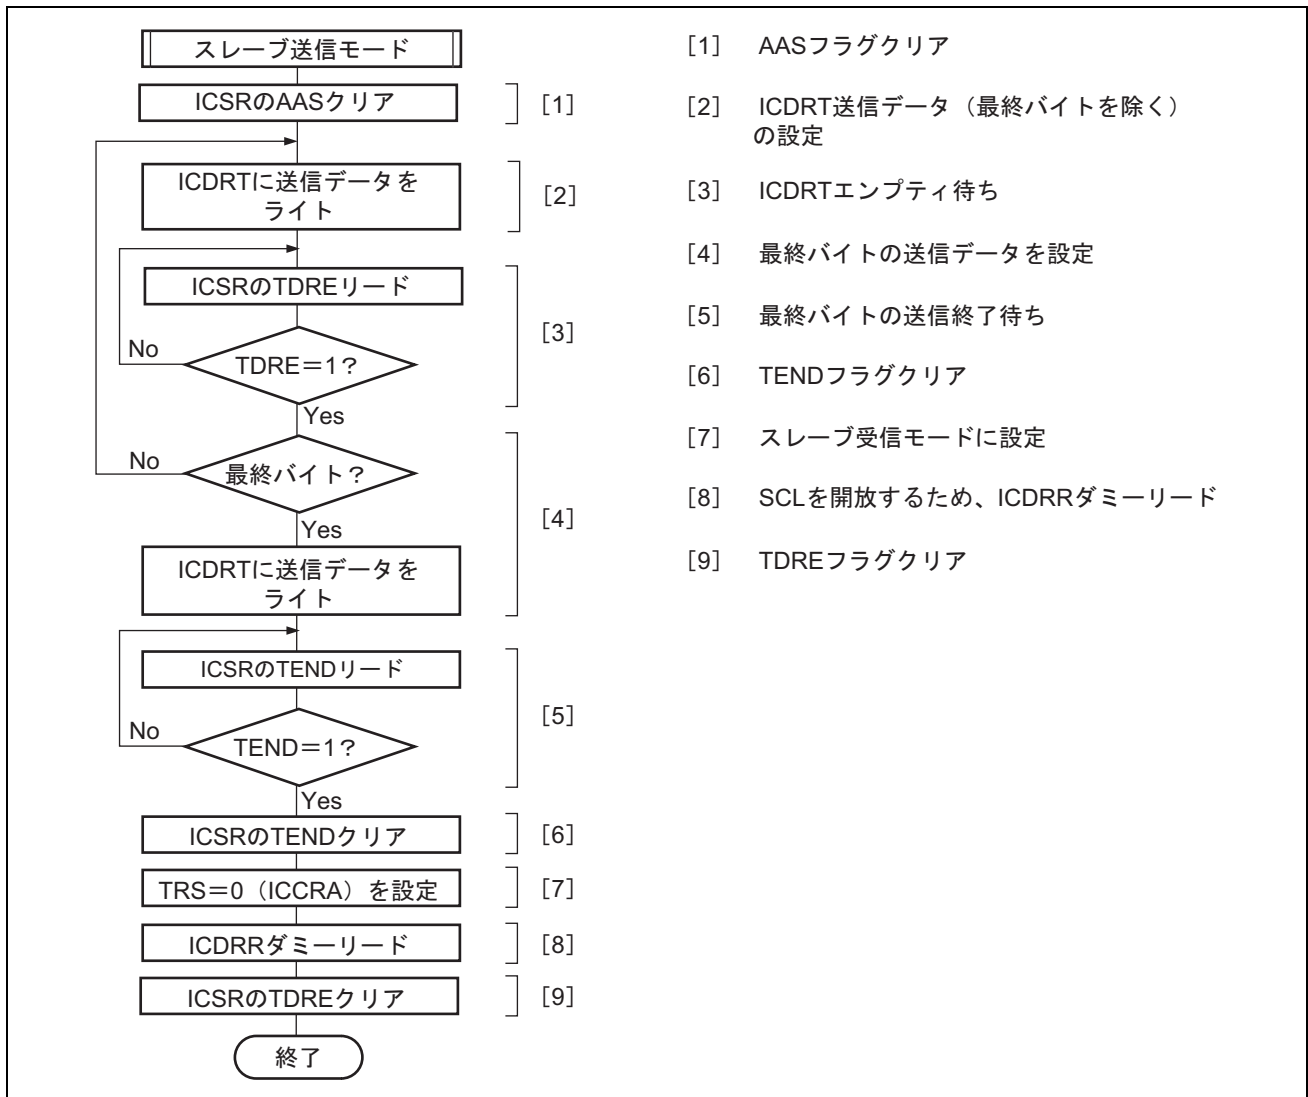 スレーブ送信モード
ICSRのAASクリア
[1]
ICDRTに送信データを
ライト
[2]
ICSRのTDREリード
[3]
No
TDRE=1?
Yes
No
最終バイト?
[4]
Yes
ICDRTに送信データを
ライト
ICSRのTENDリード
[5]
No
TEND=1?
Yes
ICSRのTENDクリア
[6]
TRS=0(ICCRA)を設定
[7]
ICDRRダミーリード
[8]
ICSRのTDREクリア
[9]
終了
[1] AASフラグクリア
[2] ICDRT送信データ(最終バイトを除く)
の設定
[3] ICDRTエンプティ待ち
[4] 最終バイトの送信データを設定
[5] 最終バイトの送信終了待ち
[6] TENDフラグクリア
[7] スレーブ受信モードに設定
[8] SCLを開放するため、ICDRRダミーリード
[9] TDREフラグクリア